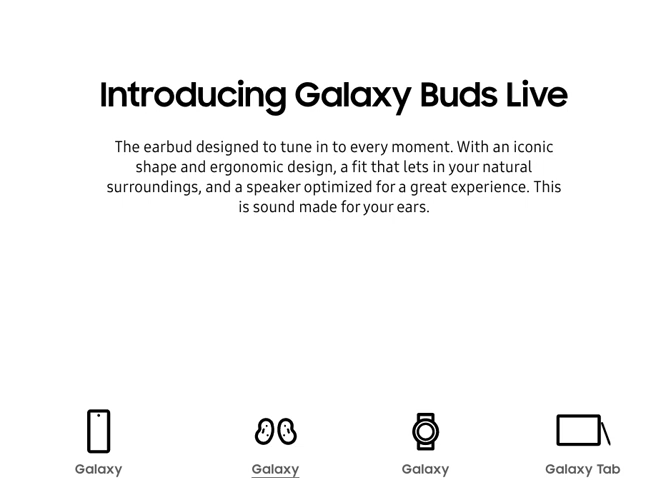 Introducing Galaxy Buds Live
The earbud designed to tune in to every moment. With an iconic
shape and ergonomic design, a fit that lets in your natural
surroundings, and a speaker optimized for a great experience. This
is sound made for your ears.
Galaxy
Galaxy
Galaxy
Galaxy Tab